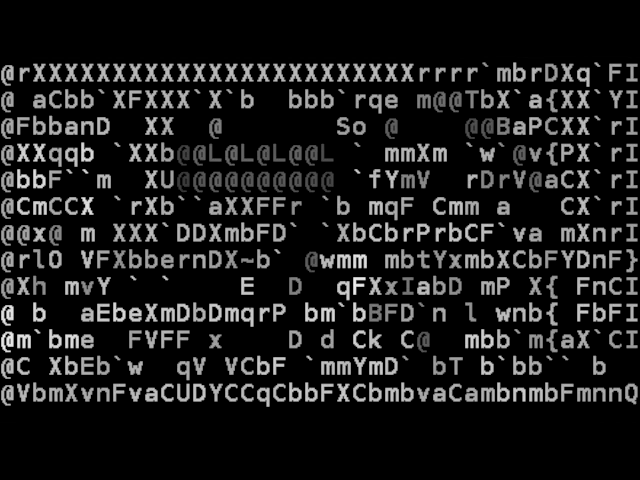 @rXXXXXXXXXXXXXXXXXXXXXXXXrrrr`mbrDXq`FI
@ aCbb`XFXXX`X`b  bbb`rqe m@@TbX`a{XX`YI
@FbbanD  XX  @       So @    @@BaPCXX`rI
@XXqqb `XXb@@L@L@L@@L `  mmXm `w`@v{PX`rI
@bbF``m  XU@@@@@@@@@@ `fYmV  rDrV@aCX`rI
@CmCCX `rXb``aXXFFr  `b mqF Cmm a   CX`rI
@@x@ m XXX`DDXmbFD`  `XbCbrPrbCF`va mXnrI
@rlO VFXbbernDX~b` @wmm mbtYxmbXCbFYDnF}
@Xh mvY ` `    E  D  qFXxIabD mP X{ FnCI
@ b  aEbeXmDbDmqrP bm`bBFD`n l wnb{ FbFI
@m`bme  FVFF x    D d Ck C@  mbb`m{aX`CI
@C XbEb`w  qV VCbF `mmYmD` bT b`bb`` b
@VbmXvnFvaCUDYCCqCbbFXCbmbvaCambnmbFmnnQ